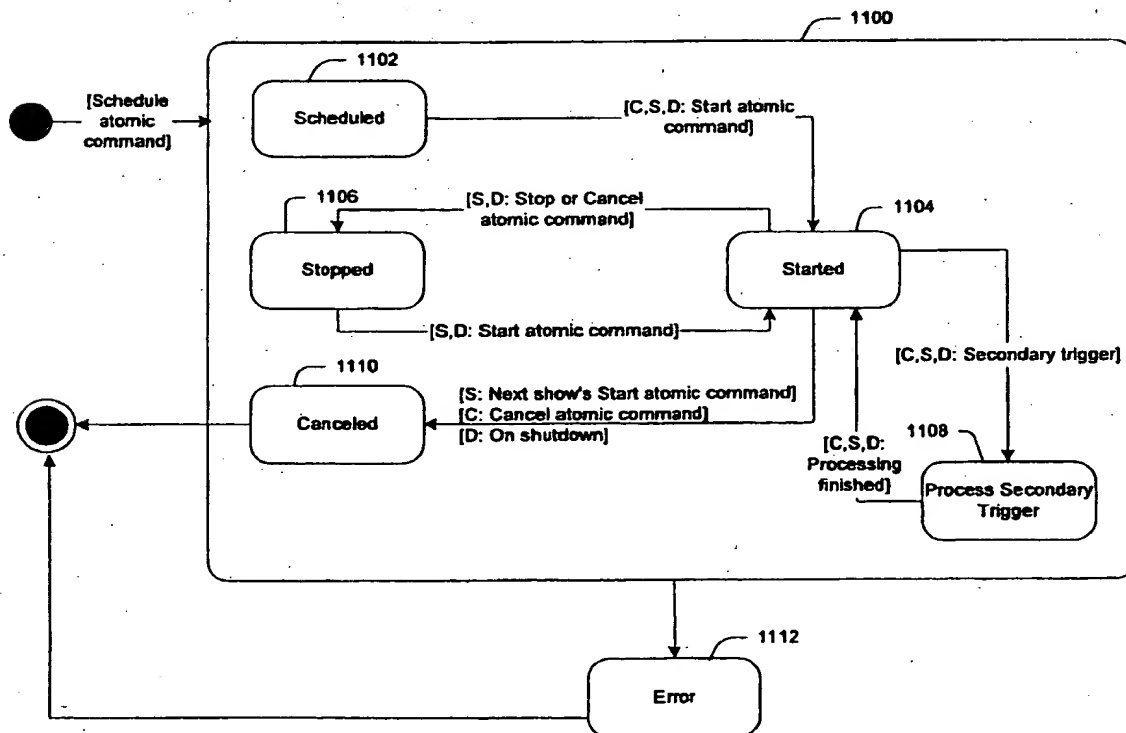 1100
1102
[Schedule
atomic
command]
Scheduled
[C,S,D: Start atomic
command]
1106
[S,D: Stop or Cancel
atomic command]
1104
Stopped
Started
[S,D: Start atomic command]
[C,S,D: Secondary trigger]
1110
[S: Next show's Start atomic command]
[C: Cancel atomic command]
[D: On shutdown]
Canceled
[C,S,D:
Processing
finished]
1108
Process Secondary
Trigger
1112
Error